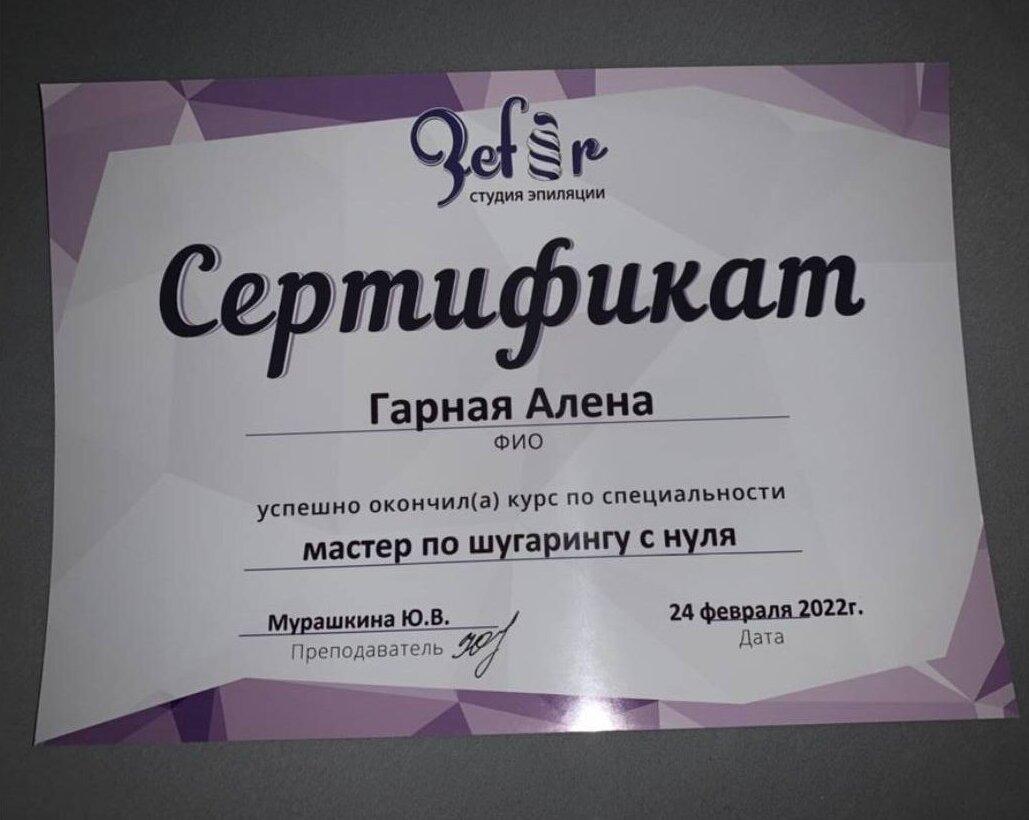 Zefir
студия эпиляции
Сертификат
Гарная Алена
ФИО
успешно окончил(а) курс по специальности
мастер по шугарингу с нуля
Мурашкина Ю.В. 24 февраля 2022г.
Преподаватель Дата